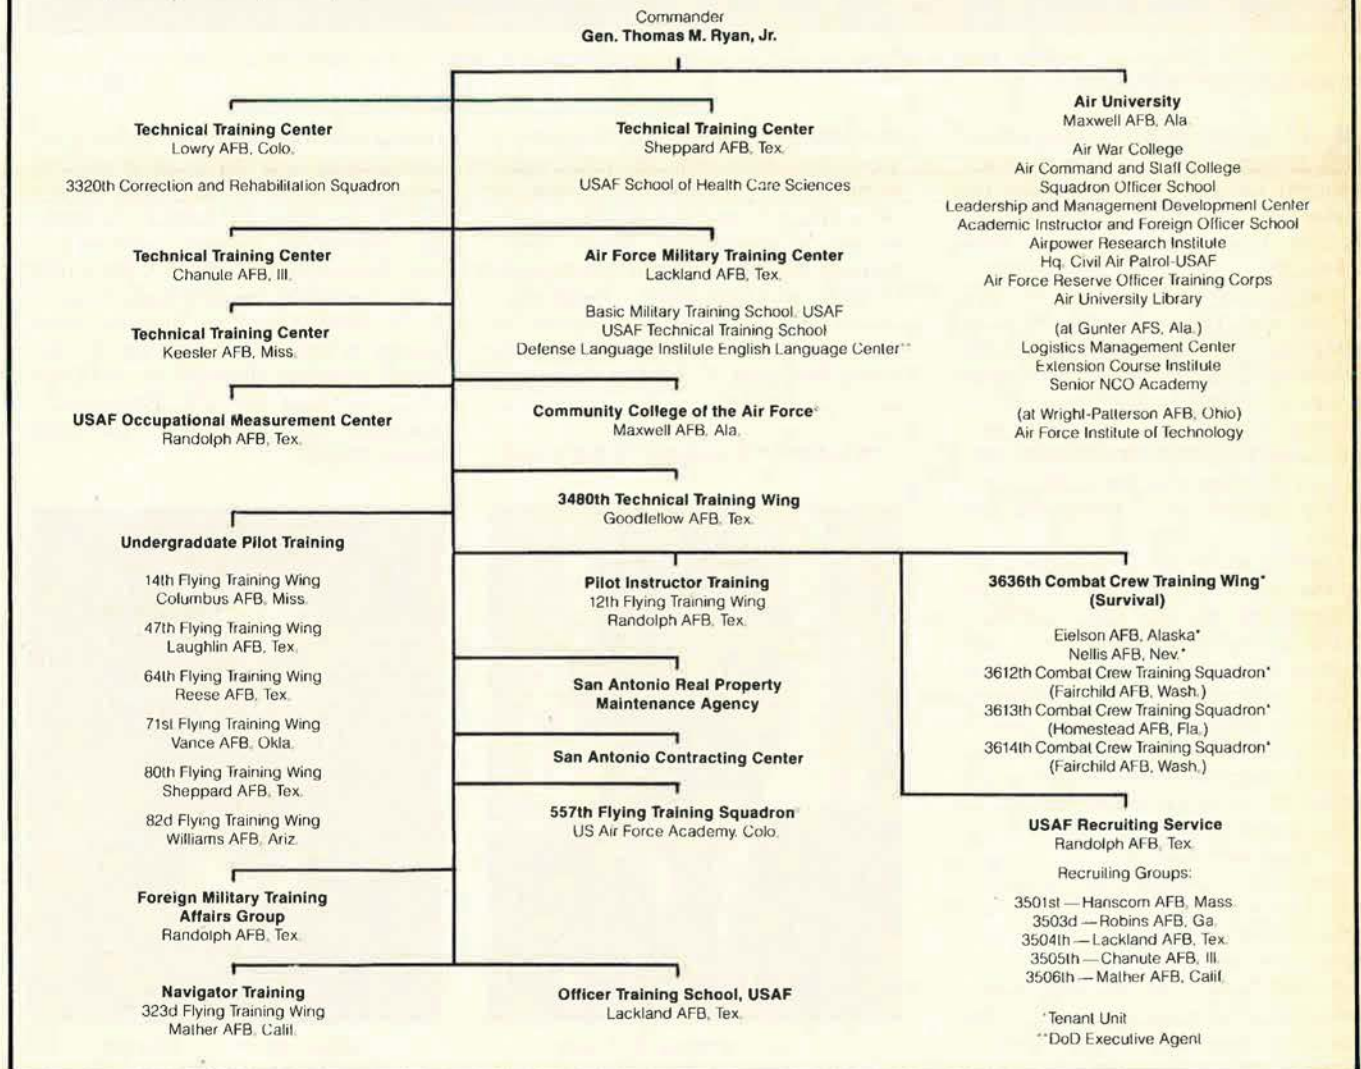 Commander
Gen. Thomas M. Ryan, Jr.
Technical Training Center
Lowry AFB, Colo.
3320th Correction and Rehabilitation Squadron
Technical Training Center
Sheppard AFB, Tex.
USAF School of Health Care Sciences
Air University
Maxwell AFB, Ala.
Air War College
Air Command and Staff College
Squadron Officer School
Leadership and Management Development Center
Academic Instructor and Foreign Officer School
Airpower Research Institute
Hq. Civil Air Patrol-USAF
Air Force Reserve Officer Training Corps
Air University Library
(at Gunter AFS, Ala.)
Logistics Management Center
Extension Course Institute
Senior NCO Academy
(at Wright-Patterson AFB, Ohio)
Air Force Institute of Technology
Technical Training Center
Chanute AFB, Ill.
Air Force Military Training Center
Lackland AFB, Tex.
Basic Military Training School, USAF
USAF Technical Training School
Defense Language Institute English Language Center**
Technical Training Center
Keesler AFB, Miss.
USAF Occupational Measurement Center
Randolph AFB, Tex.
Community College of the Air Force*
Maxwell AFB, Ala.
3480th Technical Training Wing
Goodfellow AFB, Tex.
Undergraduate Pilot Training
14th Flying Training Wing
Columbus AFB, Miss.
47th Flying Training Wing
Laughlin AFB, Tex.
64th Flying Training Wing
Reese AFB, Tex.
71st Flying Training Wing
Vance AFB, Okla.
80th Flying Training Wing
Sheppard AFB, Tex.
82d Flying Training Wing
Williams AFB, Ariz.
Pilot Instructor Training
12th Flying Training Wing
Randolph AFB, Tex.
San Antonio Real Property
Maintenance Agency
San Antonio Contracting Center
557th Flying Training Squadron*
US Air Force Academy, Colo.
3636th Combat Crew Training Wing*
(Survival)
Eielson AFB, Alaska*
Nellis AFB, Nev.*
3612th Combat Crew Training Squadron*
(Fairchild AFB, Wash.)
3613th Combat Crew Training Squadron*
(Homestead AFB, Fla.)
3614th Combat Crew Training Squadron*
(Fairchild AFB, Wash.)
USAF Recruiting Service
Randolph AFB, Tex.
Recruiting Groups:
3501st — Hanscom AFB, Mass.
3503d — Robins AFB, Ga.
3504th — Lackland AFB, Tex.
3505th — Chanute AFB, Ill.
3506th — Mather AFB, Calif.
Foreign Military Training
Affairs Group
Randolph AFB, Tex.
Navigator Training
323d Flying Training Wing
Mather AFB, Calif.
Officer Training School, USAF
Lackland AFB, Tex.
*Tenant Unit
**DoD Executive Agent